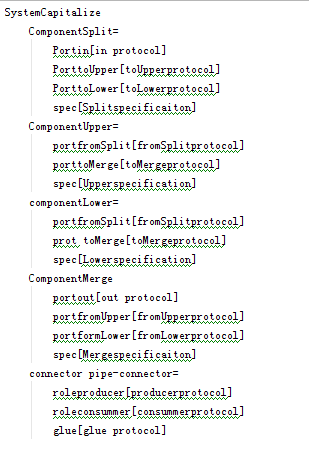 SystemCapitalize
ComponentSplit=
Portin[in protocol]
PorttoUpper[toUpperprotocol]
PorttoLower[toLowerprotocol]
spec[Splitspecificaiton]
ComponentUpper=
portfromSplit[fromSplitprotocol]
porttoMerge[toMergeprotocol]
spec[Upperspecification]
componentLower=
portfromSplit[fromSplitprotocol]
prot toMerge[toMergeprotocol]
spec[Lowerspecification]
ComponentMerge
portout[out protocol]
portfromUpper[fromUpperprotocol]
portformLower[fromLowerprotocol]
spec[Mergespecificaiton]
connector pipe-connector=
roleproducer[producerprotocol]
roleconsummer[consummerprotocol]
glue[glue protocol]